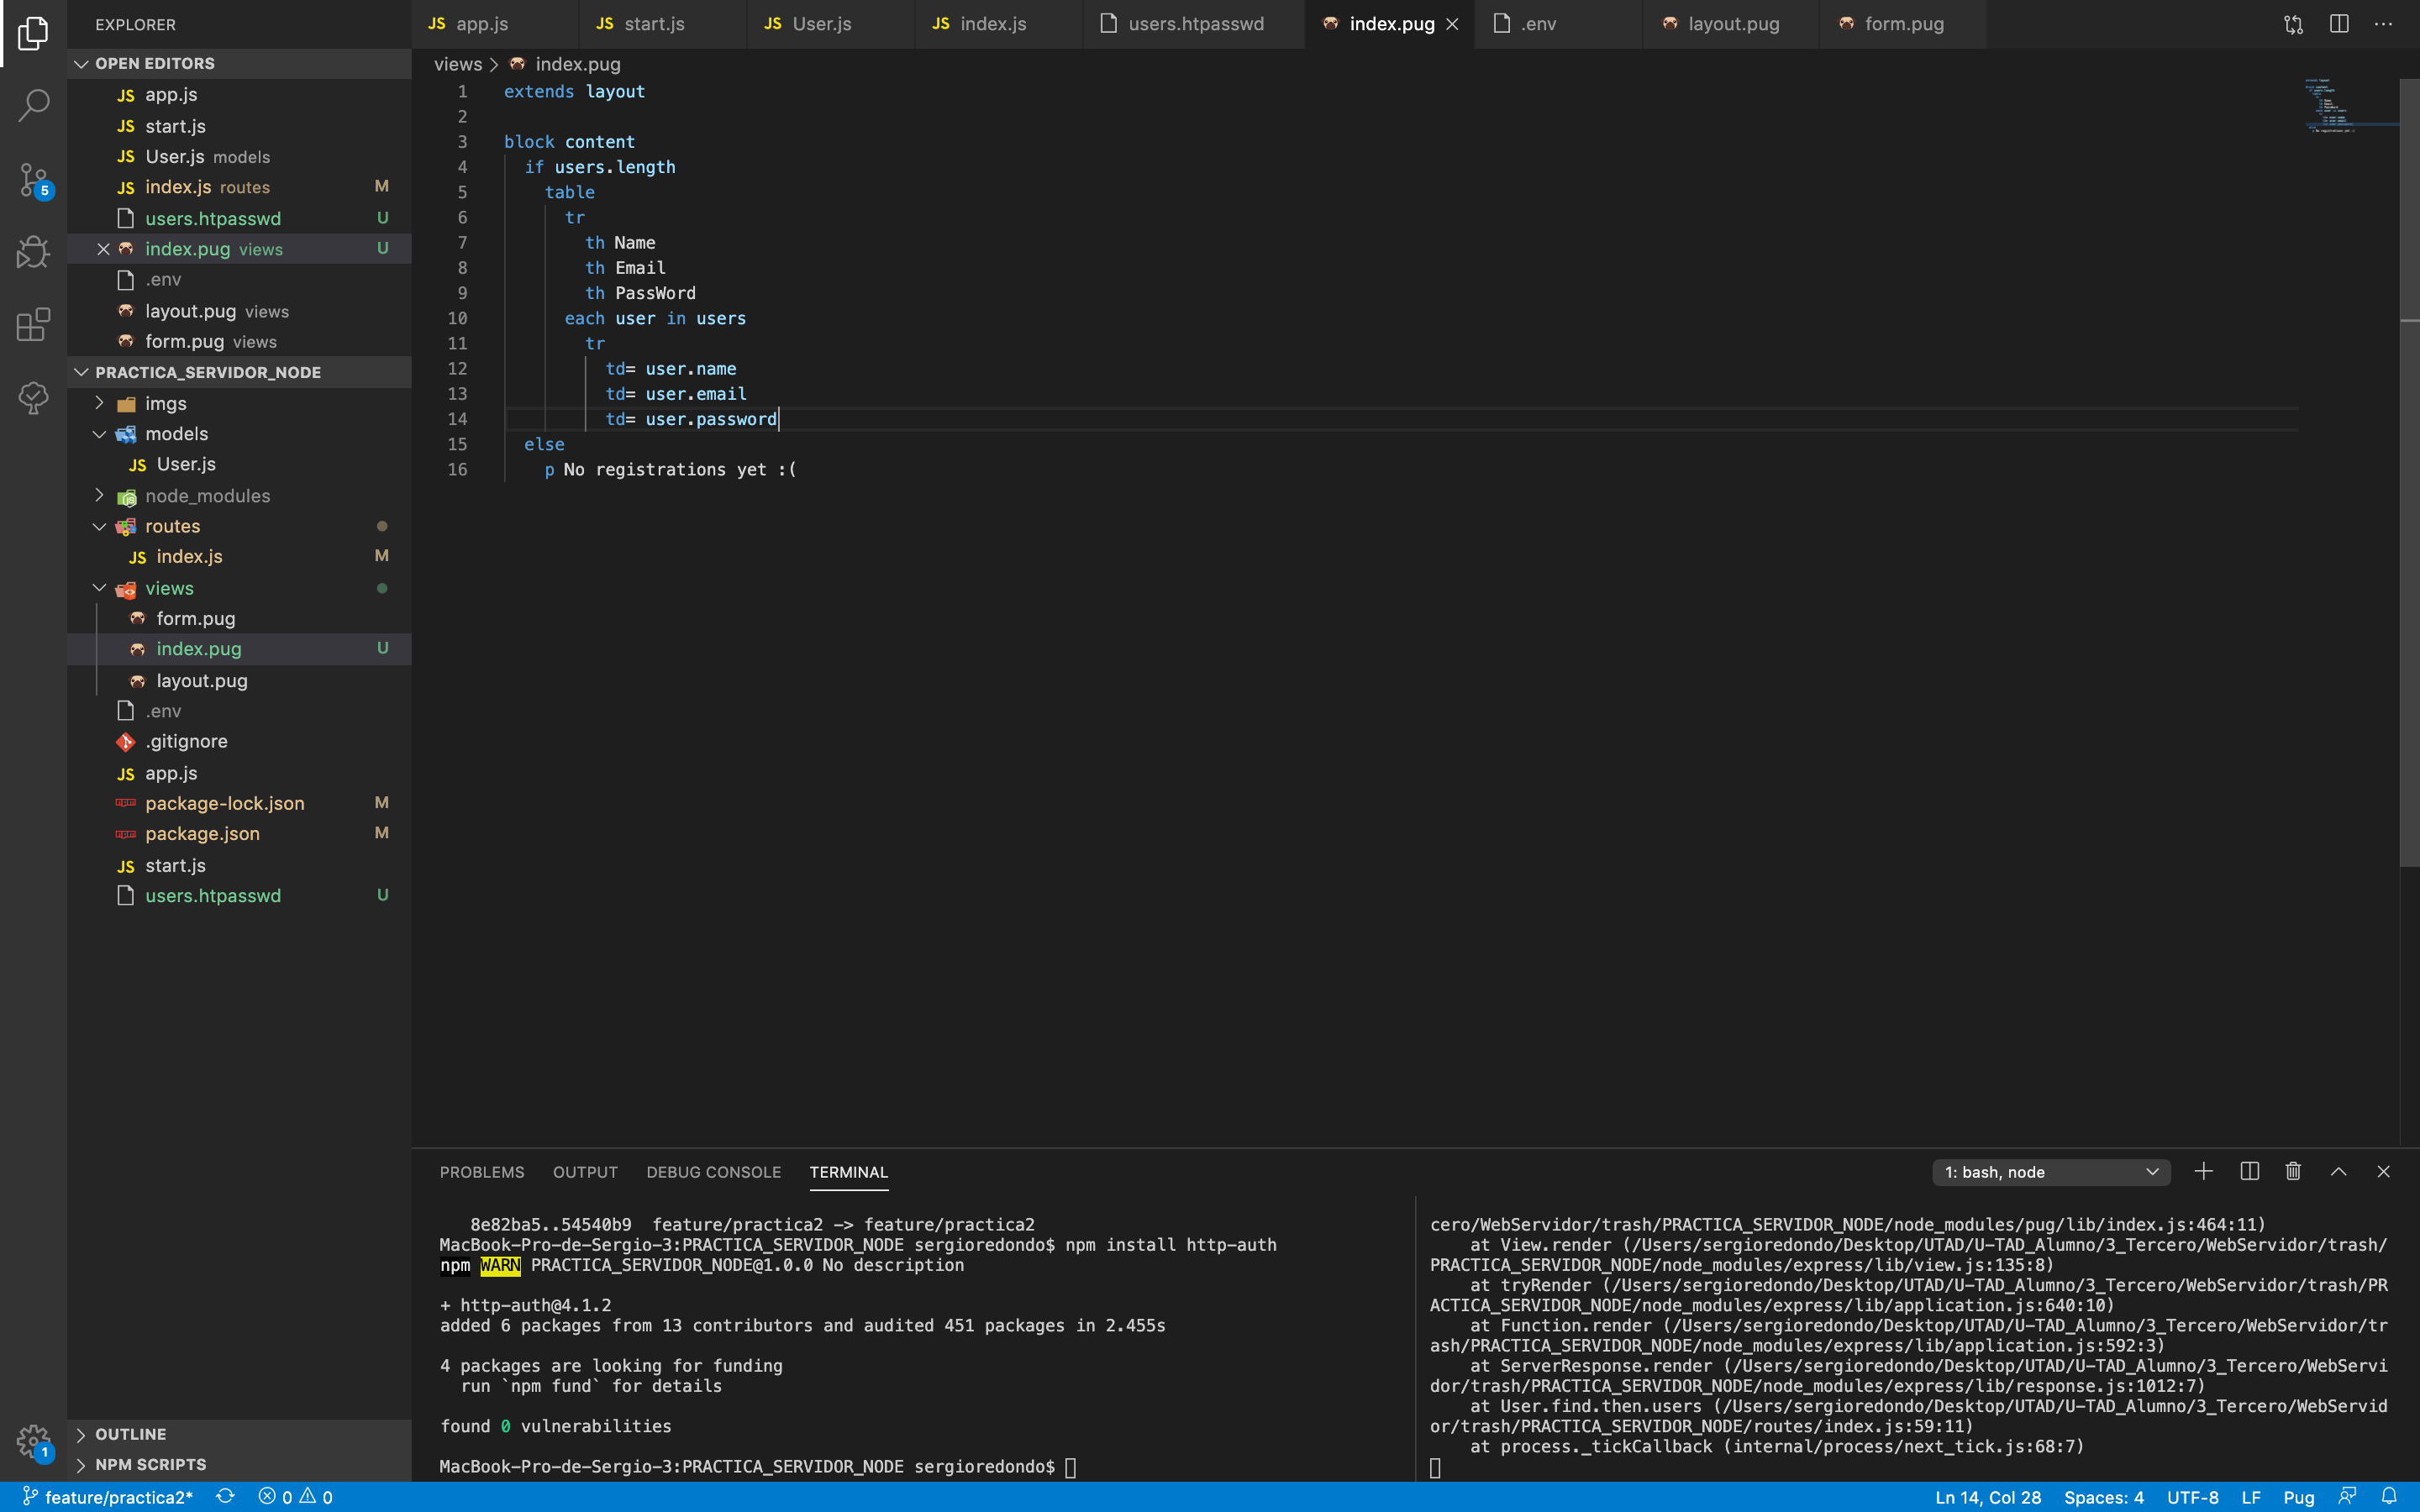 EXPLORER
OPEN EDITORS
JS app.js
JS start.js
JS User.js models
JS index.js routes M
users.htpasswd U
index.pug views U
.env
layout.pug views
form.pug views
PRACTICA_SERVIDOR_NODE
imgs
models
JS User.js
node_modules
routes
JS index.js M
views
form.pug
index.pug U
layout.pug
.env
.gitignore
JS app.js
package-lock.json M
package.json M
JS start.js
users.htpasswd U
OUTLINE
NPM SCRIPTS
5
1
JS app.js JS start.js JS User.js JS index.js users.htpasswd index.pug .env layout.pug form.pug
views > index.pug
1 extends layout
2
3 block content
4 if users.length
5 table
6 tr
7 th Name
8 th Email
9 th PassWord
10 each user in users
11 tr
12 td= user.name
13 td= user.email
14 td= user.password
15 else
16 p No registrations yet :(
PROBLEMS OUTPUT DEBUG CONSOLE TERMINAL 1: bash, node
8e82ba5..54540b9 feature/practica2 -> feature/practica2
MacBook-Pro-de-Sergio-3:PRACTICA_SERVIDOR_NODE sergioredondo$ npm install http-auth
npm WARN PRACTICA_SERVIDOR_NODE@1.0.0 No description
+ http-auth@4.1.2
added 6 packages from 13 contributors and audited 451 packages in 2.455s
4 packages are looking for funding
run `npm fund` for details
found 0 vulnerabilities
MacBook-Pro-de-Sergio-3:PRACTICA_SERVIDOR_NODE sergioredondo$
cero/WebServidor/trash/PRACTICA_SERVIDOR_NODE/node_modules/pug/lib/index.js:464:11)
at View.render (/Users/sergioredondo/Desktop/UTAD/U-TAD_Alumno/3_Tercero/WebServidor/trash/
PRACTICA_SERVIDOR_NODE/node_modules/express/lib/view.js:135:8)
at tryRender (/Users/sergioredondo/Desktop/UTAD/U-TAD_Alumno/3_Tercero/WebServidor/trash/PR
ACTICA_SERVIDOR_NODE/node_modules/express/lib/application.js:640:10)
at Function.render (/Users/sergioredondo/Desktop/UTAD/U-TAD_Alumno/3_Tercero/WebServidor/tr
ash/PRACTICA_SERVIDOR_NODE/node_modules/express/lib/application.js:592:3)
at ServerResponse.render (/Users/sergioredondo/Desktop/UTAD/U-TAD_Alumno/3_Tercero/WebServi
dor/trash/PRACTICA_SERVIDOR_NODE/node_modules/express/lib/response.js:1012:7)
at User.find.then.users (/Users/sergioredondo/Desktop/UTAD/U-TAD_Alumno/3_Tercero/WebServid
or/trash/PRACTICA_SERVIDOR_NODE/routes/index.js:59:11)
at process._tickCallback (internal/process/next_tick.js:68:7)
feature/practica2* 0 0 Ln 14, Col 28 Spaces: 4 UTF-8 LF Pug